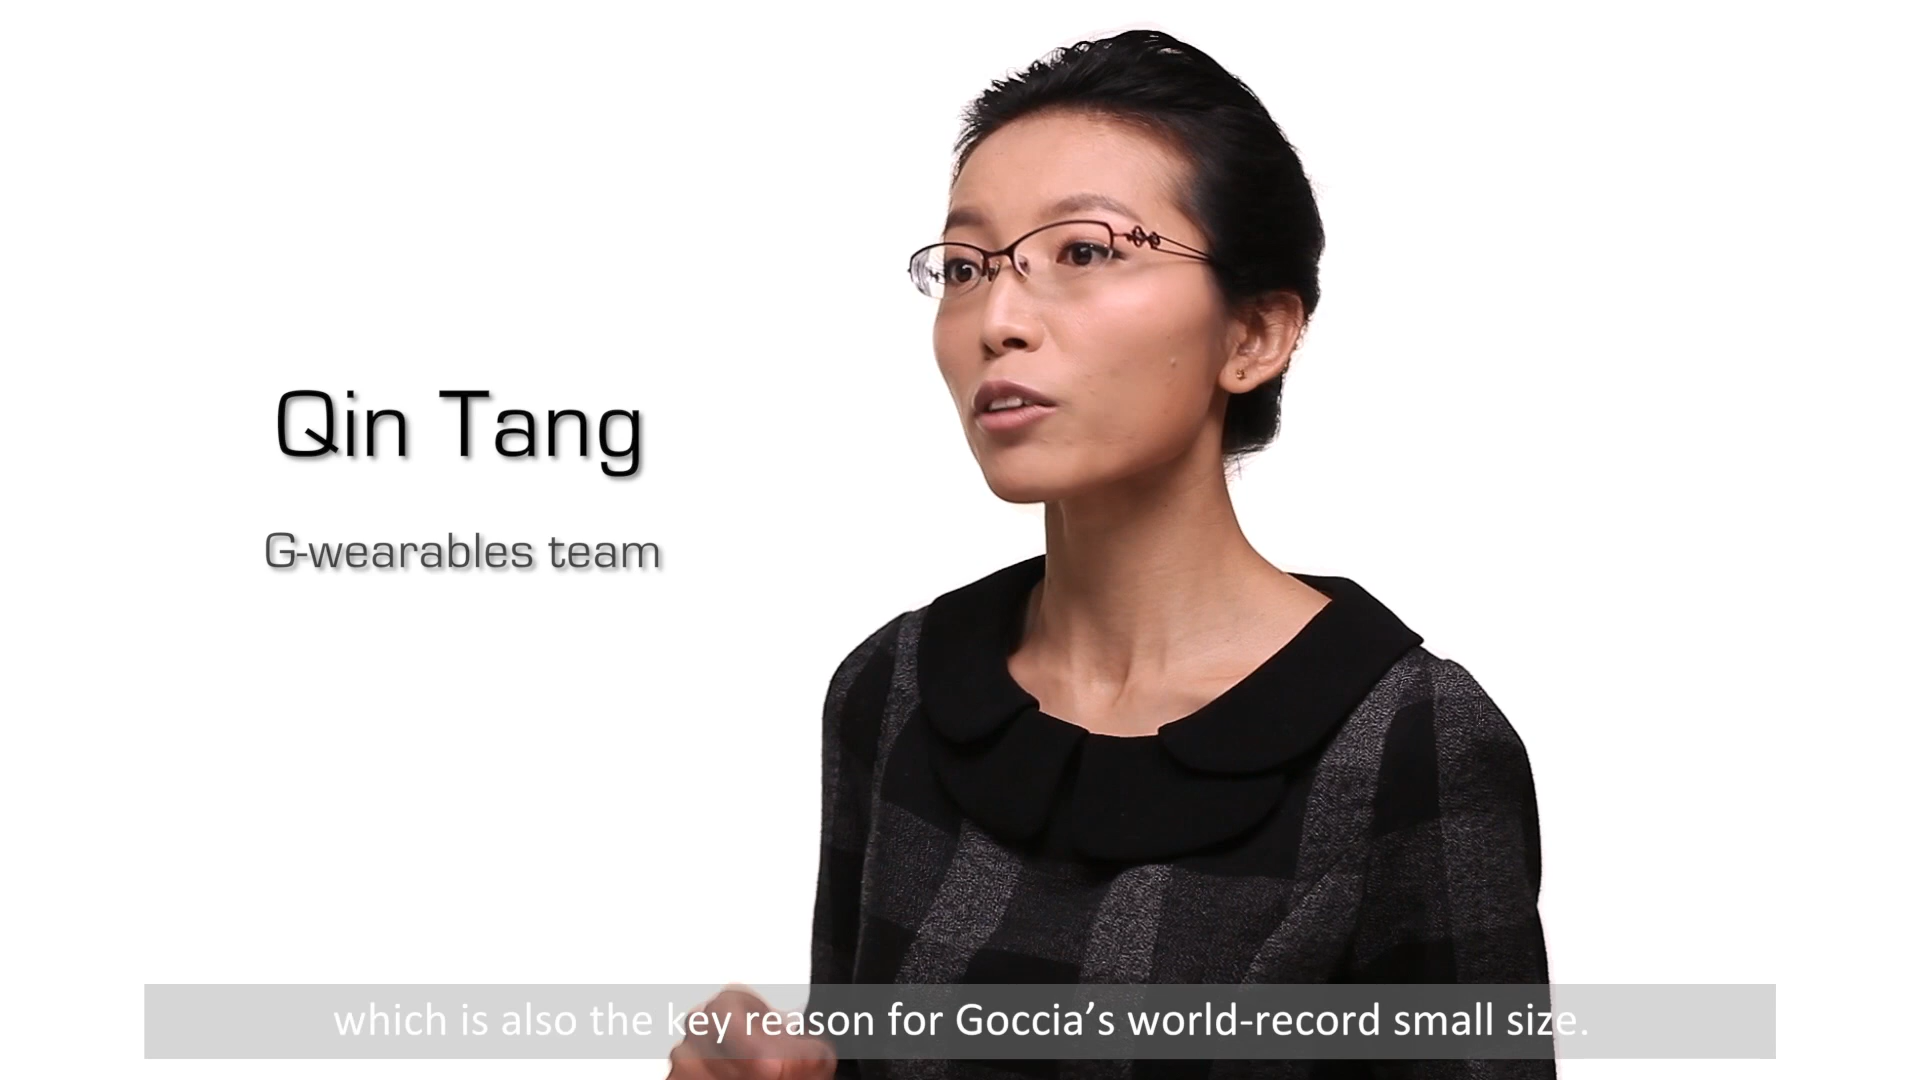 Qin Tang
G-wearables team
which is also the key reason for Goccia's world-record small size.